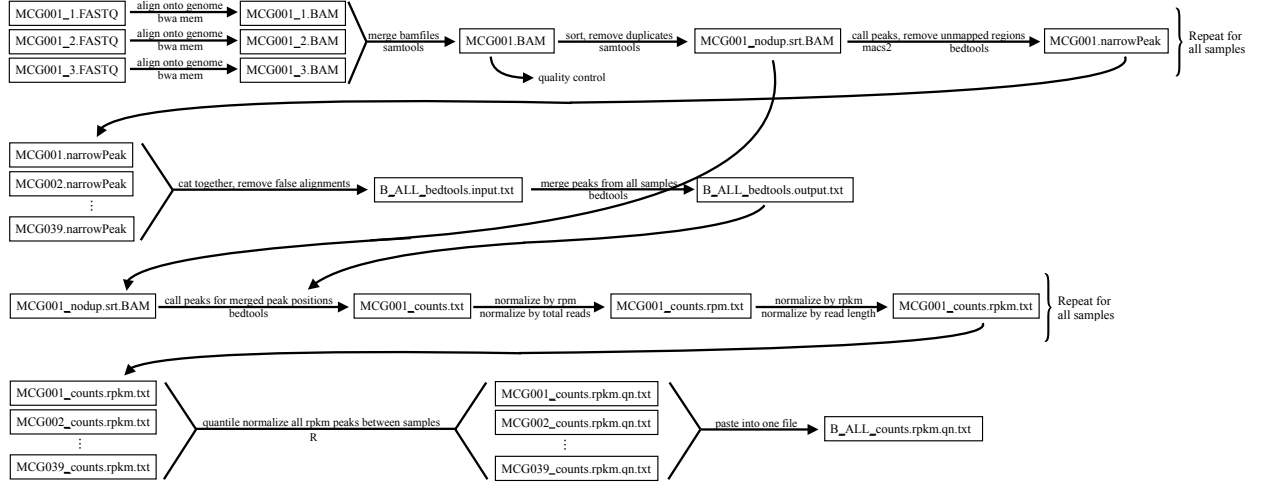 MCG001_1.FASTQ
align onto genome
bwa mem
MCG001_1.BAM
MCG001_2.FASTQ
align onto genome
bwa mem
MCG001_2.BAM
MCG001_3.FASTQ
align onto genome
bwa mem
MCG001_3.BAM
merge bamfiles
samtools
MCG001.BAM
quality control
sort, remove duplicates
samtools
MCG001_nodup.srt.BAM
call peaks, remove unmapped regions
macs2 bedtools
MCG001.narrowPeak
Repeat for
all samples
MCG001.narrowPeak
MCG002.narrowPeak
⋮
MCG039.narrowPeak
cat together, remove false alignments
B_ALL_bedtools.input.txt
merge peaks from all samples
bedtools
B_ALL_bedtools.output.txt
MCG001_nodup.srt.BAM
call peaks for merged peak positions
bedtools
MCG001_counts.txt
normalize by rpm
normalize by total reads
MCG001_counts.rpm.txt
normalize by rpkm
normalize by read length
MCG001_counts.rpkm.txt
Repeat for
all samples
MCG001_counts.rpkm.txt
MCG002_counts.rpkm.txt
⋮
MCG039_counts.rpkm.txt
quantile normalize all rpkm peaks between samples
R
MCG001_counts.rpkm.qn.txt
MCG002_counts.rpkm.qn.txt
⋮
MCG039_counts.rpkm.qn.txt
paste into one file
B_ALL_counts.rpkm.qn.txt